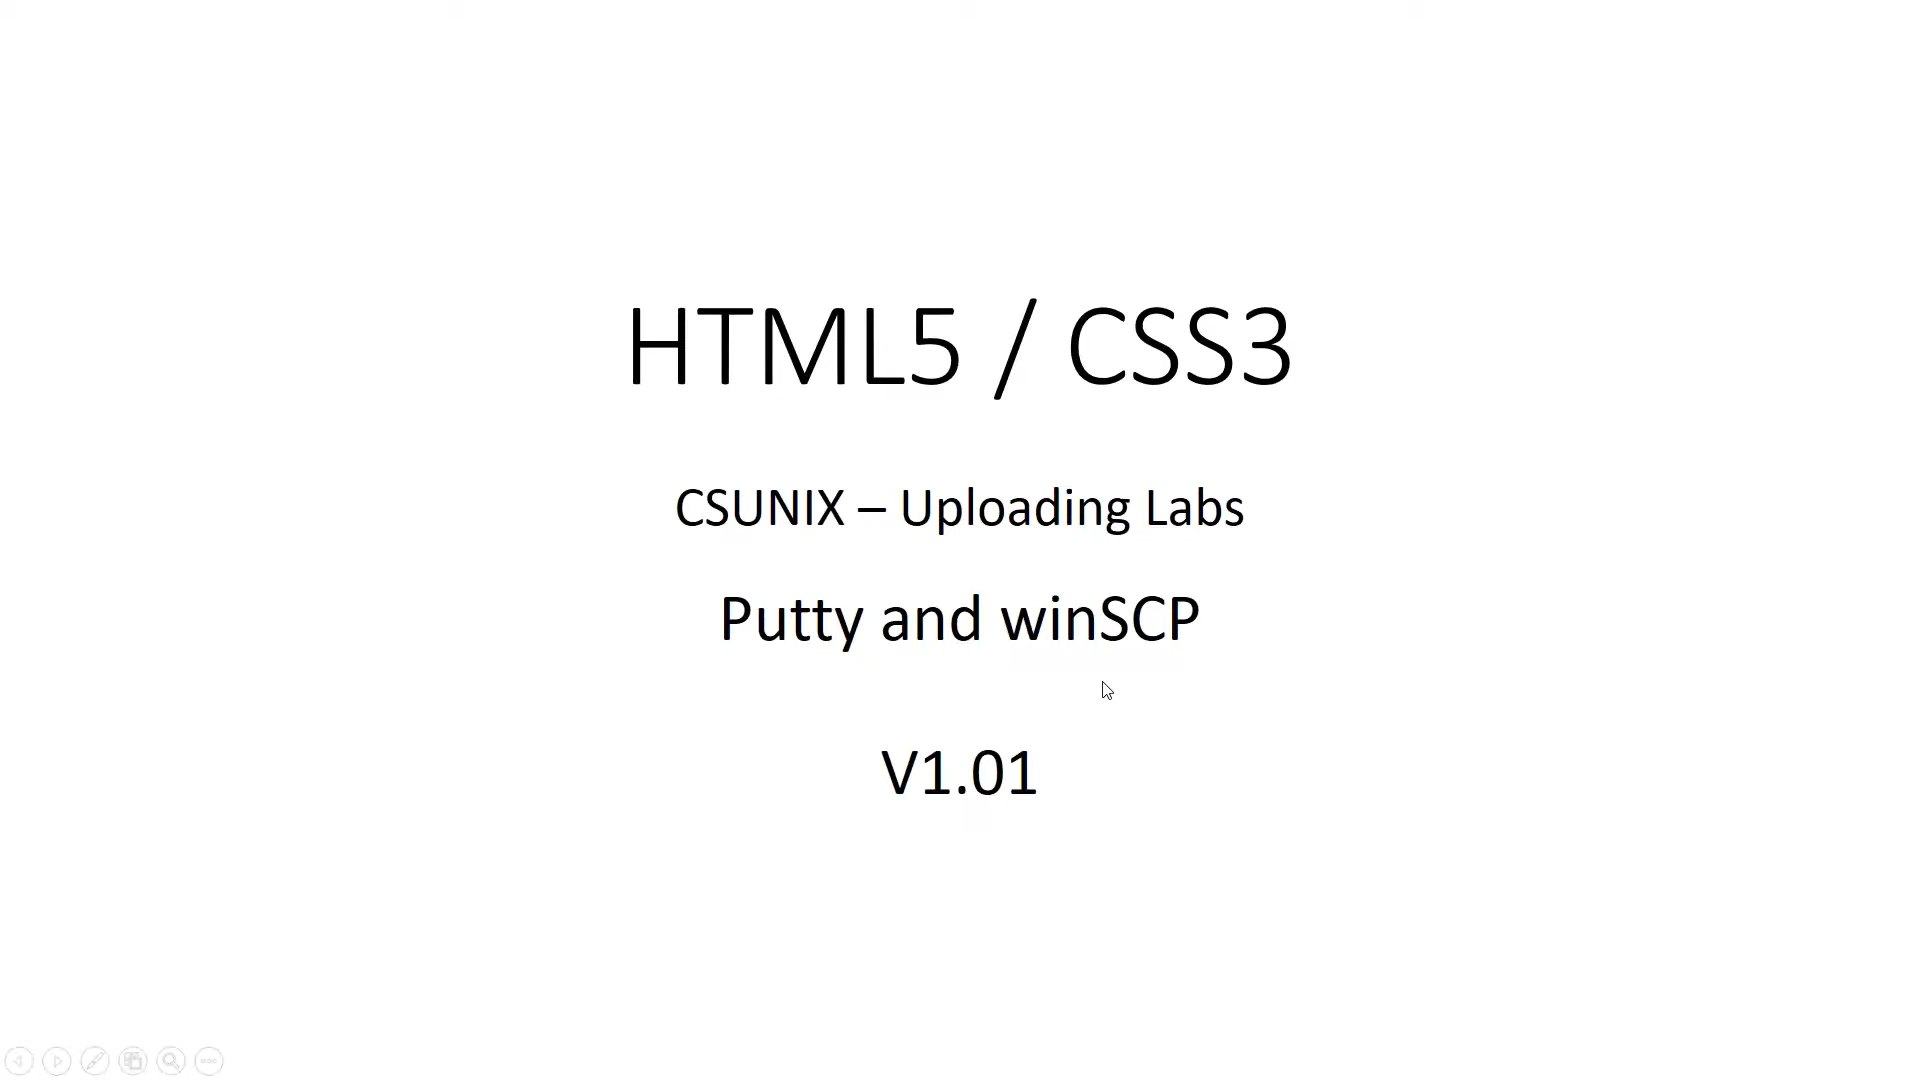 HTML5 / CSS3
CSUNIX – Uploading Labs
Putty and winSCP
V1.01